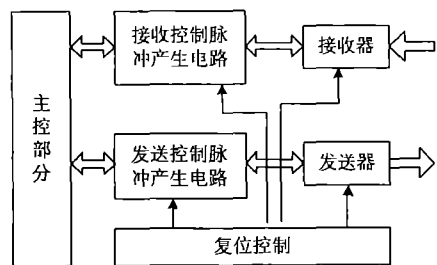 主控部分
接收控制脉
冲产生电路
接收器
发送控制脉
冲产生电路
发送器
复位控制